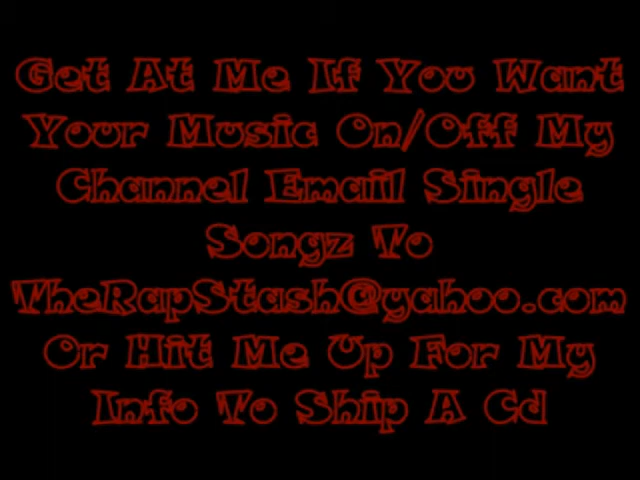 Get At Me If You Want
Your Music On/Off My
Channel Email Single
Songz To
TheRapStash@yahoo.com
Or Hit Me Up For My
Info To Ship A Cd